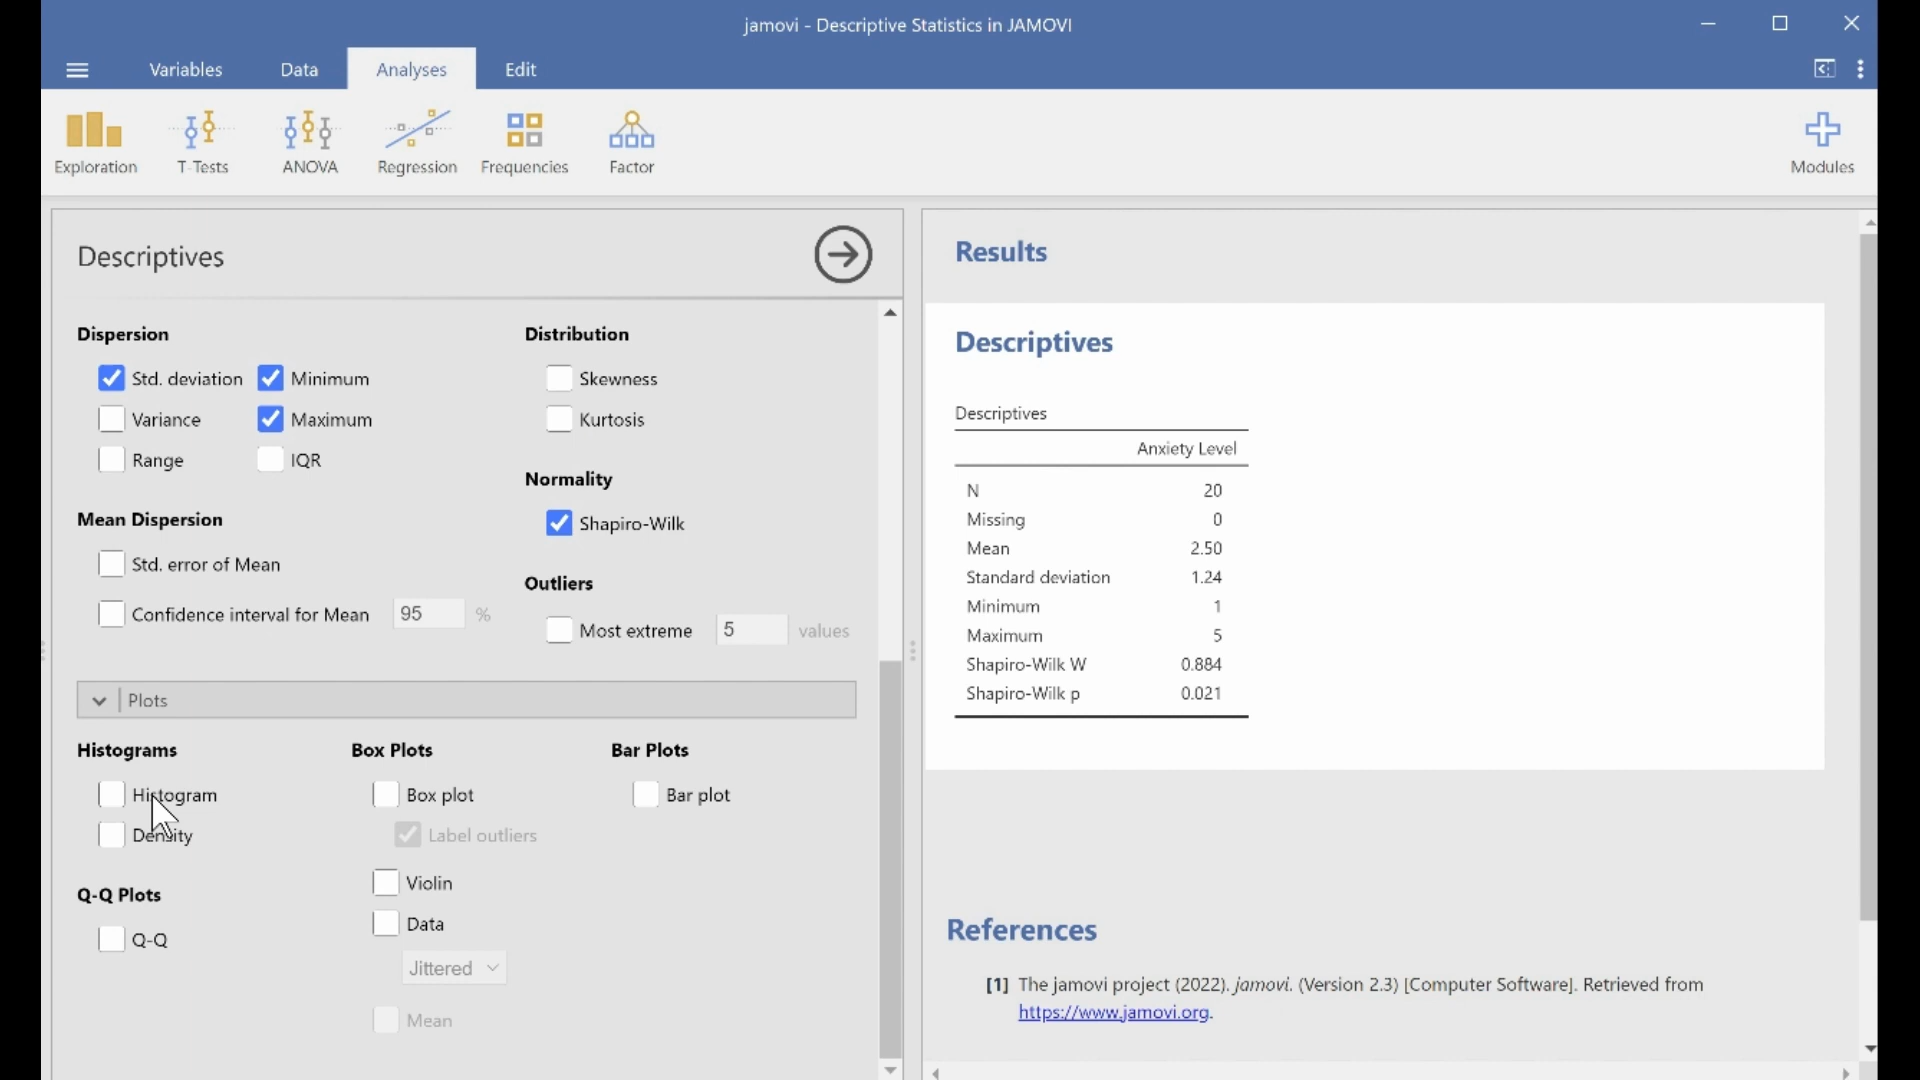 jamovi - Descriptive Statistics in JAMOVI
Variables Data Analyses Edit
Exploration T-Tests ANOVA Regression Frequencies Factor Modules
Descriptives
Dispersion
Std. deviation Minimum
Variance Maximum
Range IQR
Mean Dispersion
Std. error of Mean
Confidence interval for Mean 95 %
Distribution
Skewness
Kurtosis
Normality
Shapiro-Wilk
Outliers
Most extreme 5 values
Plots
Histograms
Histogram
Density
Q-Q Plots
Q-Q
Box Plots
Box plot
Label outliers
Violin
Data
Jittered
Mean
Bar Plots
Bar plot
Results
Descriptives
Descriptives
Anxiety Level
N 20
Missing 0
Mean 2.50
Standard deviation 1.24
Minimum 1
Maximum 5
Shapiro-Wilk W 0.884
Shapiro-Wilk p 0.021
References
[1] The jamovi project (2022). jamovi. (Version 2.3) [Computer Software]. Retrieved from
https://www.jamovi.org.